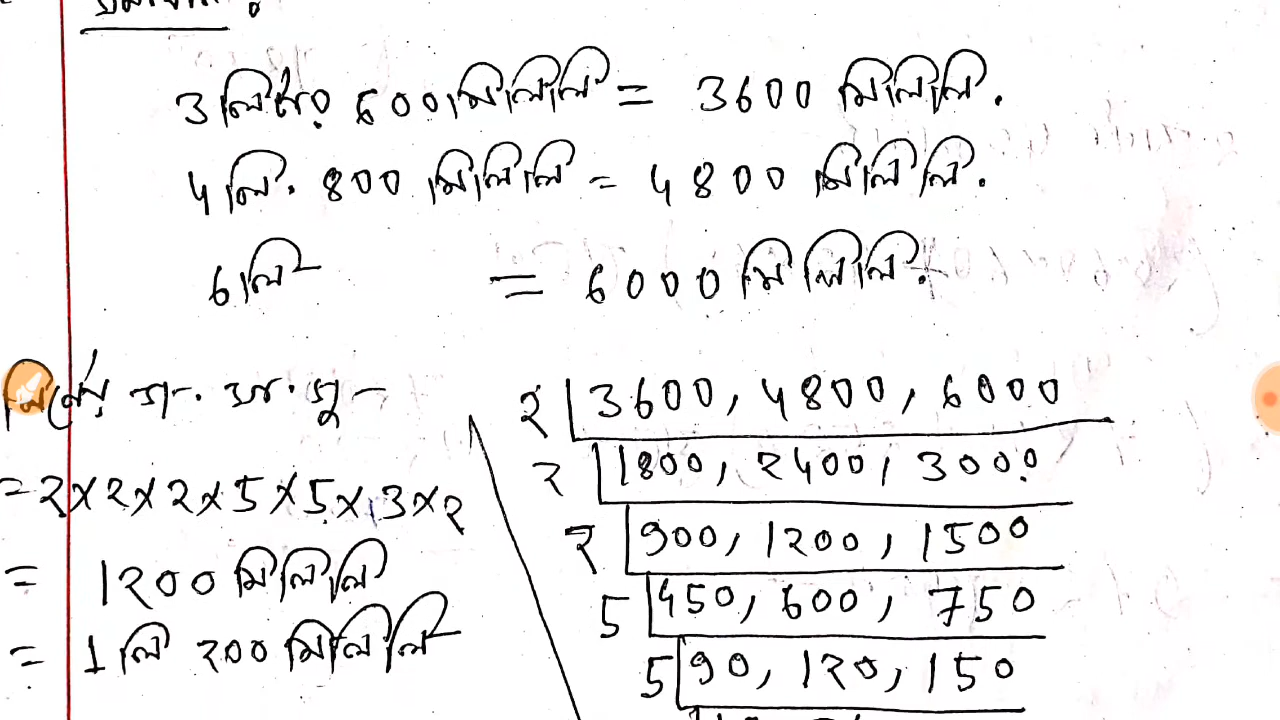 3 লিটার 600 মিলিলি = 3600 মিলিলি.
4 লি. 800 মিলিলি = 4800 মিলিলি.
6 লি = 6000 মিলিলি.
নির্ণেয় গ. সা. গু -
= 2 × 2 × 2 × 5 × 5 × 3 × 2
= 1200 মিলিলি
= 1 লি 200 মিলিলি
2 | 3600, 4800, 6000
2 | 1800, 2400, 3000
2 | 900, 1200, 1500
5 | 450, 600, 750
5 | 90, 120, 150